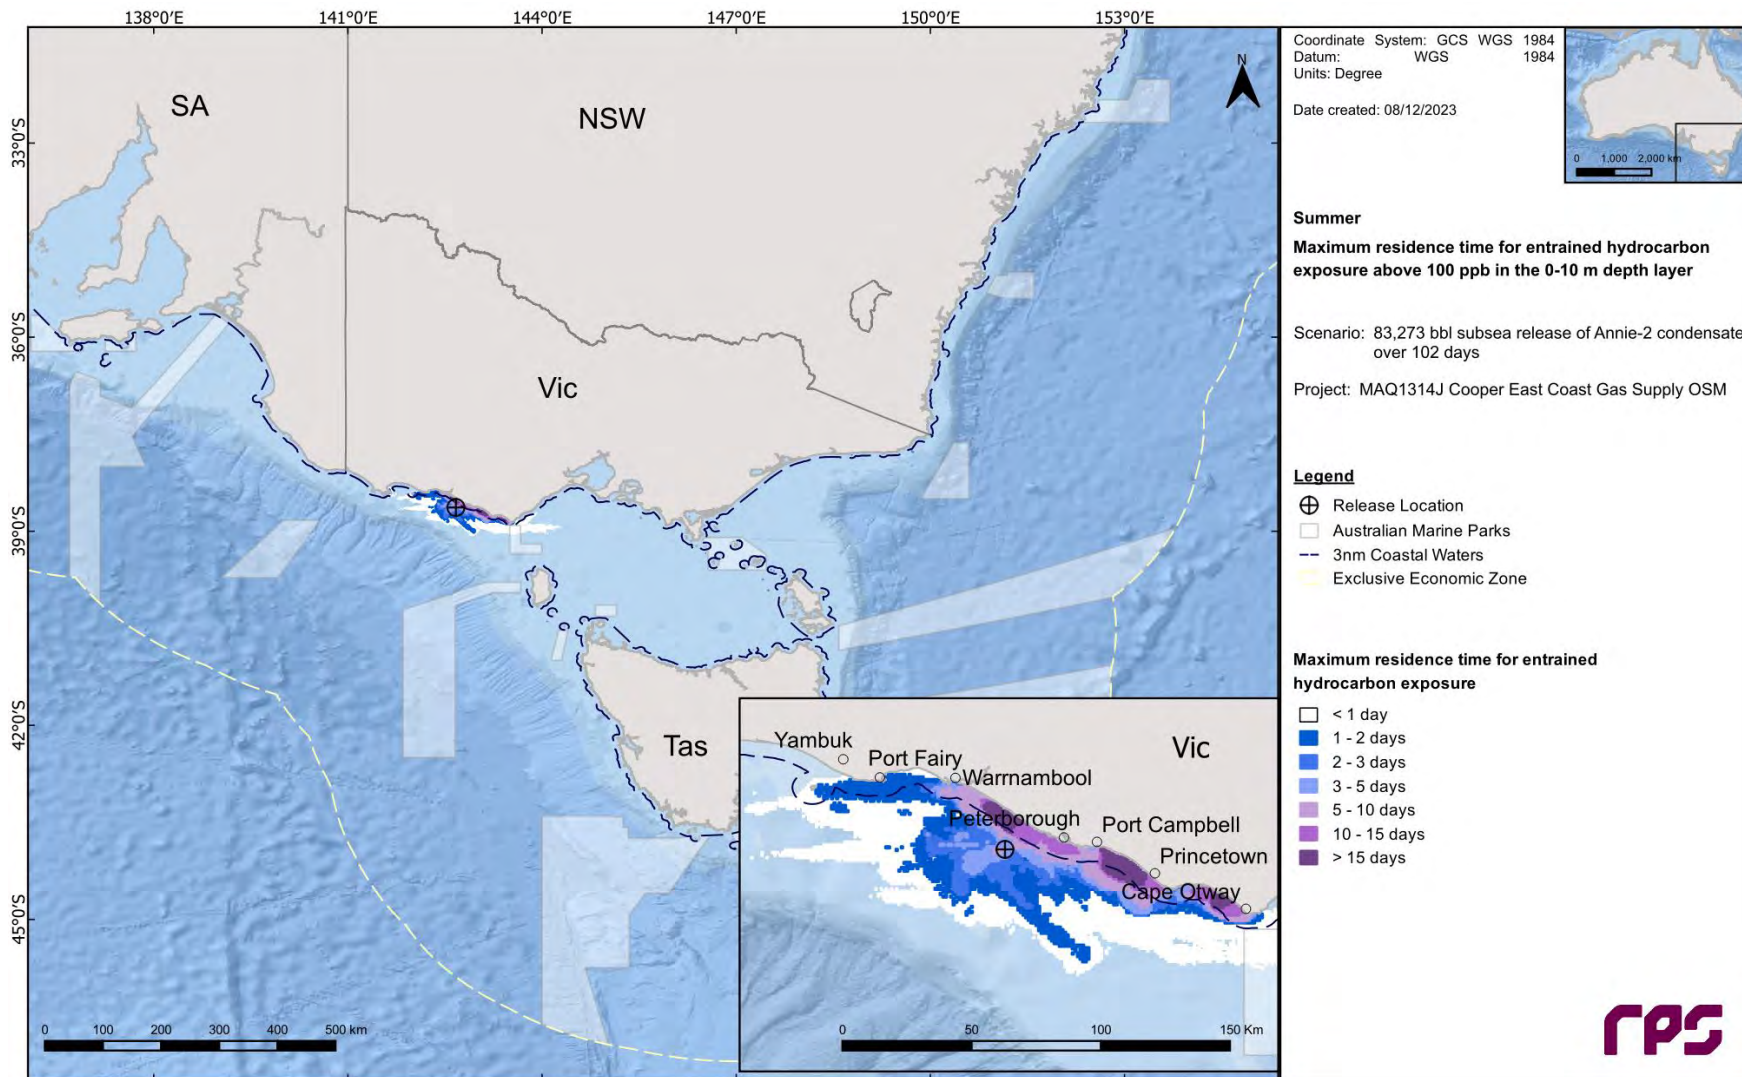 138°0'E 141°0'E 144°0'E 147°0'E 150°0'E 153°0'E
33°0'S
36°0'S
39°0'S
42°0'S
45°0'S
SA
NSW
Vic
Tas
N
0 100 200 300 400 500 km
Yambuk
Port Fairy
Warrnambool
Vic
Peterborough
Port Campbell
Princetown
Cape Otway
0 50 100 150 Km
Coordinate System: GCS WGS 1984
Datum: WGS 1984
Units: Degree
Date created: 08/12/2023
0 1,000 2,000 km
Summer
Maximum residence time for entrained hydrocarbon
exposure above 100 ppb in the 0-10 m depth layer
Scenario: 83,273 bbl subsea release of Annie-2 condensate
over 102 days
Project: MAQ1314J Cooper East Coast Gas Supply OSM
Legend
Release Location
Australian Marine Parks
3nm Coastal Waters
Exclusive Economic Zone
Maximum residence time for entrained
hydrocarbon exposure
< 1 day
1 - 2 days
2 - 3 days
3 - 5 days
5 - 10 days
10 - 15 days
> 15 days
rps